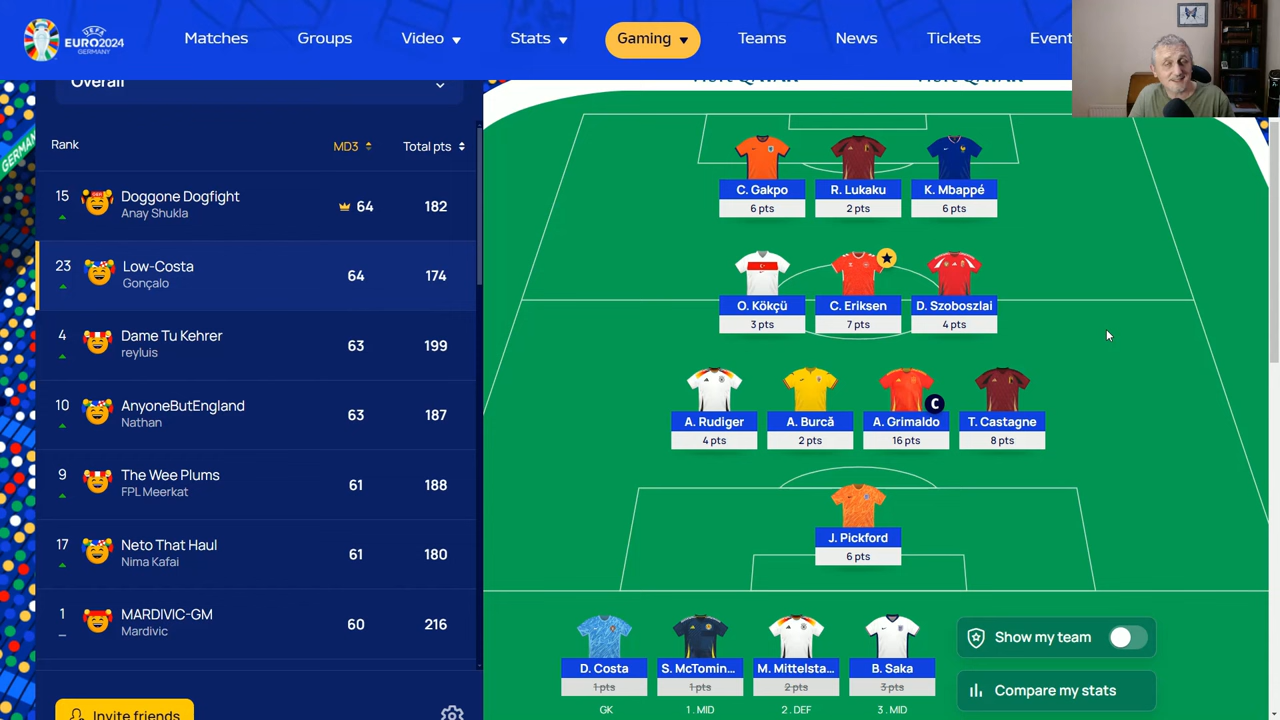 UEFA
EURO2024
GERMANY
Matches
Groups
Video
Stats
Gaming
Teams
News
Tickets
Event
Overall
Rank
MD3
Total pts
15
Doggone Dogfight
Anay Shukla
64
182
23
Low-Costa
Gonçalo
64
174
4
Dame Tu Kehrer
reyluis
63
199
10
AnyoneButEngland
Nathan
63
187
9
The Wee Plums
FPL Meerkat
61
188
17
Neto That Haul
Nima Kafai
61
180
1
MARDIVIC-GM
Mardivic
60
216
Invite friends
C. Gakpo
6 pts
R. Lukaku
2 pts
K. Mbappé
6 pts
O. Kökçü
3 pts
C. Eriksen
7 pts
D. Szoboszlai
4 pts
A. Rudiger
4 pts
A. Burcă
2 pts
C
A. Grimaldo
16 pts
T. Castagne
8 pts
J. Pickford
6 pts
D. Costa
1 pts
GK
S. McTomin...
1 pts
1. MID
M. Mittelsta...
2 pts
2. DEF
B. Saka
3 pts
3. MID
Show my team
Compare my stats